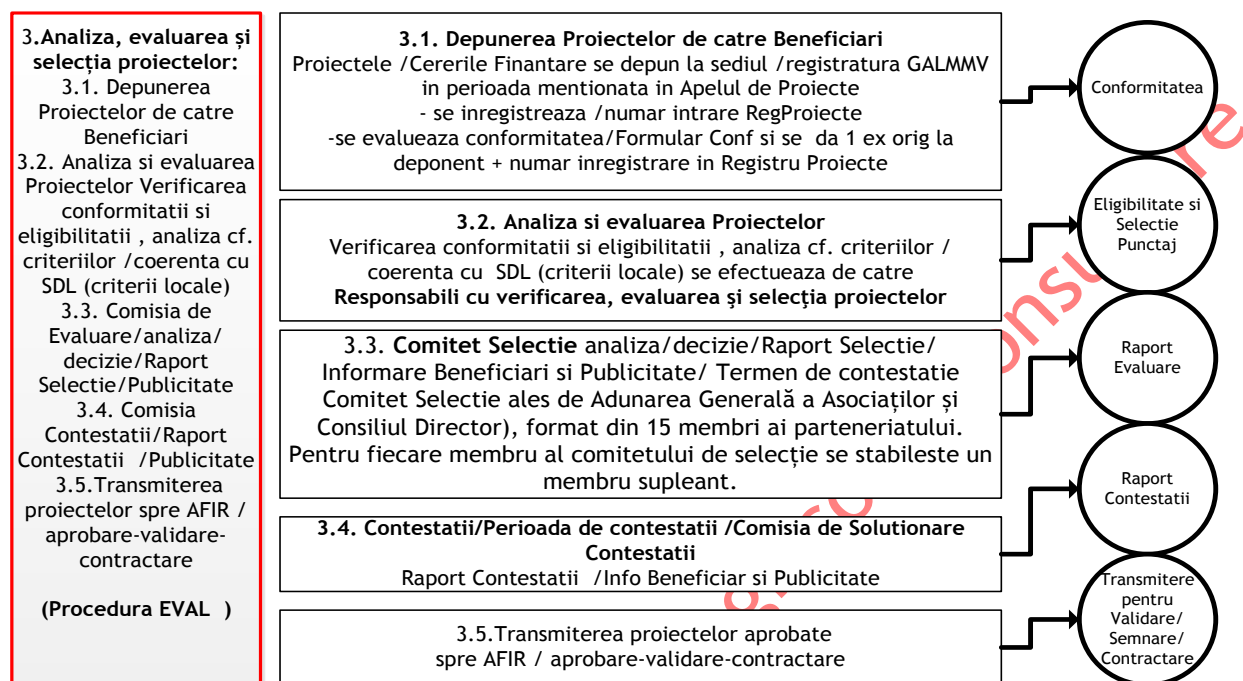 3.Analiza, evaluarea și
selecția proiectelor:
3.1. Depunerea
Proiectelor de catre
Beneficiari
3.2. Analiza si evaluarea
Proiectelor Verificarea
conformitatii si
eligibilitatii , analiza cf.
criteriilor /coerenta cu
SDL (criterii locale)
3.3. Comisia de
Evaluare/analiza/
decizie/Raport
Selectie/Publicitate
3.4. Comisia
Contestatii/Raport
Contestatii /Publicitate
3.5.Transmiterea
proiectelor spre AFIR /
aprobare-validare-
contractare
(Procedura EVAL )
3.1. Depunerea Proiectelor de catre Beneficiari
Proiectele /Cererile Finantare se depun la sediul /registratura GALMMV
in perioada mentionata in Apelul de Proiecte
- se inregistreaza /numar intrare RegProiecte
-se evalueaza conformitatea/Formular Conf si se da 1 ex orig la
deponent + numar inregistrare in Registru Proiecte
Conformitatea
3.2. Analiza si evaluarea Proiectelor
Verificarea conformitatii si eligibilitatii , analiza cf. criteriilor /
coerenta cu SDL (criterii locale) se efectueaza de catre
Responsabili cu verificarea, evaluarea şi selecția proiectelor
Eligibilitate si
Selectie
Punctaj
3.3. Comitet Selectie analiza/decizie/Raport Selectie/
Informare Beneficiari si Publicitate/ Termen de contestatie
Comitet Selectie ales de Adunarea Generală a Asociaților și
Consiliul Director), format din 15 membri ai parteneriatului.
Pentru fiecare membru al comitetului de selecție se stabileste un
membru supleant.
Raport
Evaluare
3.4. Contestatii/Perioada de contestatii /Comisia de Solutionare
Contestatii
Raport Contestatii /Info Beneficiar si Publicitate
Raport
Contestatii
3.5.Transmiterea proiectelor aprobate
spre AFIR / aprobare-validare-contractare
Transmitere
pentru
Validare/
Semnare/
Contractare